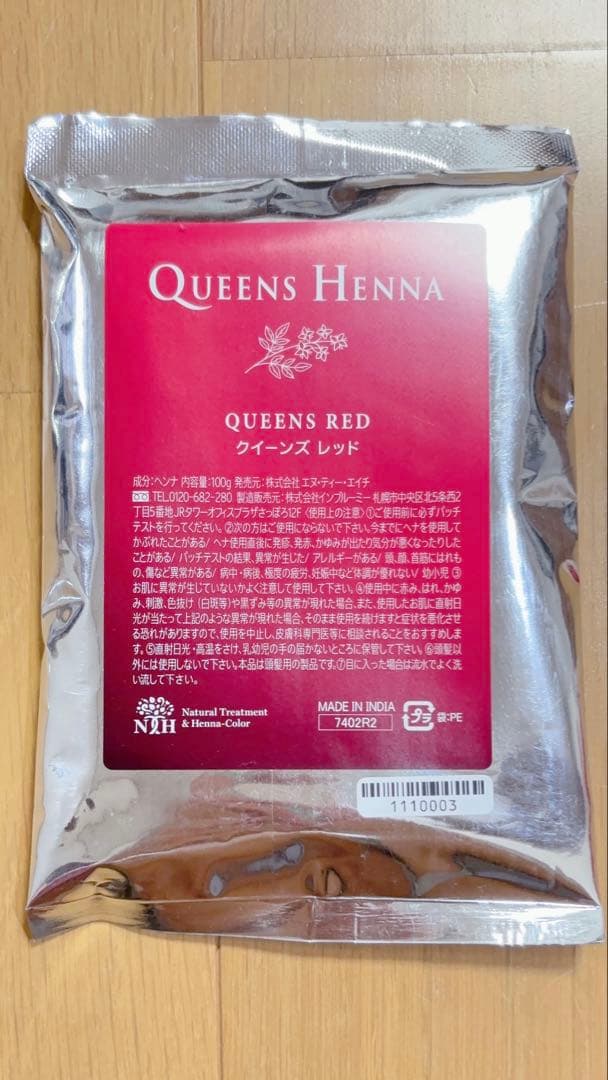 QUEENS HENNA
QUEENS RED
クイーンズ レッド
成分:ヘンナ 内容量:100g 発売元:株式会社 エヌ・ティー・エイチ
TEL.0120-682-280 製造販売元:株式会社インブルーミー 札幌市中央区北5条西2
丁目5番地 JRタワーオフィスプラザさっぽろ12F 〈使用上の注意〉①ご使用前に必ずパッチ
テストを行ってください。②次の方はご使用にならないで下さい。今までにヘナを使用して
かぶれたことがある/ ヘナ使用直後に発疹、発赤、かゆみが出たり気分が悪くなったりした
ことがある/ パッチテストの結果、異常が生じた/ アレルギーがある/ 頭、顔、首筋にはれも
の、傷など異常がある/ 病中・病後、極度の疲労、妊娠中など体調が優れない/ 幼小児 ③
お肌に異常が生じていないかよく注意して使用して下さい。④使用中に赤み、はれ、かゆ
み、刺激、色抜け（白斑等）や黒ずみ等の異常が現れた場合、また、使用したお肌に直射日
光が当たって上記のような異常が現れた場合、そのまま使用を続けますと症状を悪化させ
る恐れがありますので、使用を中止し、皮膚科専門医等に相談されることをおすすめしま
す。⑤直射日光・高温をさけ、乳幼児の手の届かないところに保管して下さい。⑥頭髪以
外には使用しないで下さい。本品は頭髪用の製品です。⑦目に入った場合は流水でよく洗
い流して下さい。
NTH Natural Treatment
& Henna-Color
MADE IN INDIA
7402R2
プラ 袋:PE
1110003